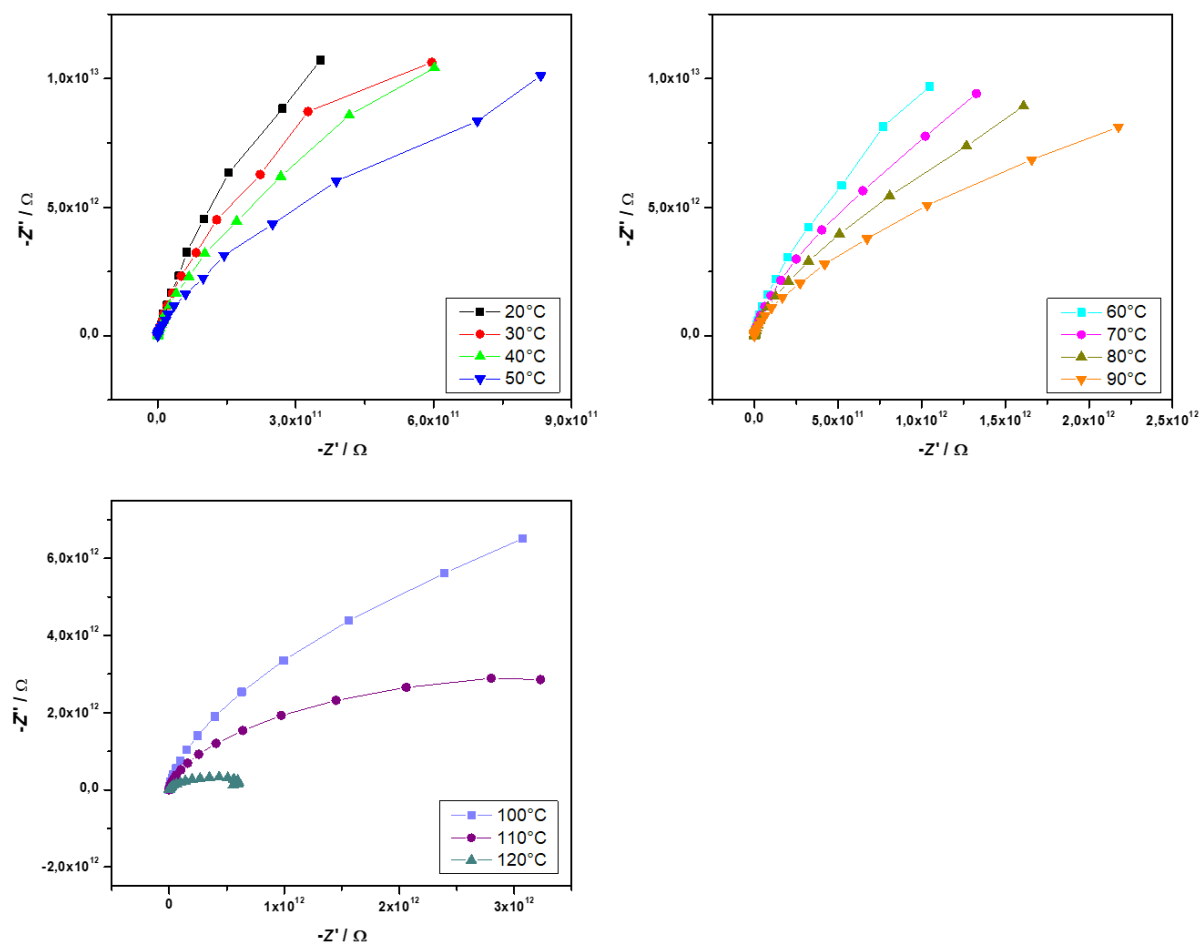 1,0x10¹³
5,0x10¹²
0,0
-Z'' / Ω
20°C
30°C
40°C
50°C
0,0 3,0x10¹¹ 6,0x10¹¹ 9,0x10¹¹
-Z' / Ω
1,0x10¹³
5,0x10¹²
0,0
-Z'' / Ω
60°C
70°C
80°C
90°C
0,0 5,0x10¹¹ 1,0x10¹² 1,5x10¹² 2,0x10¹² 2,5x10¹²
-Z' / Ω
6,0x10¹²
4,0x10¹²
2,0x10¹²
0,0
-2,0x10¹²
-Z'' / Ω
100°C
110°C
120°C
0 1x10¹² 2x10¹² 3x10¹²
-Z' / Ω